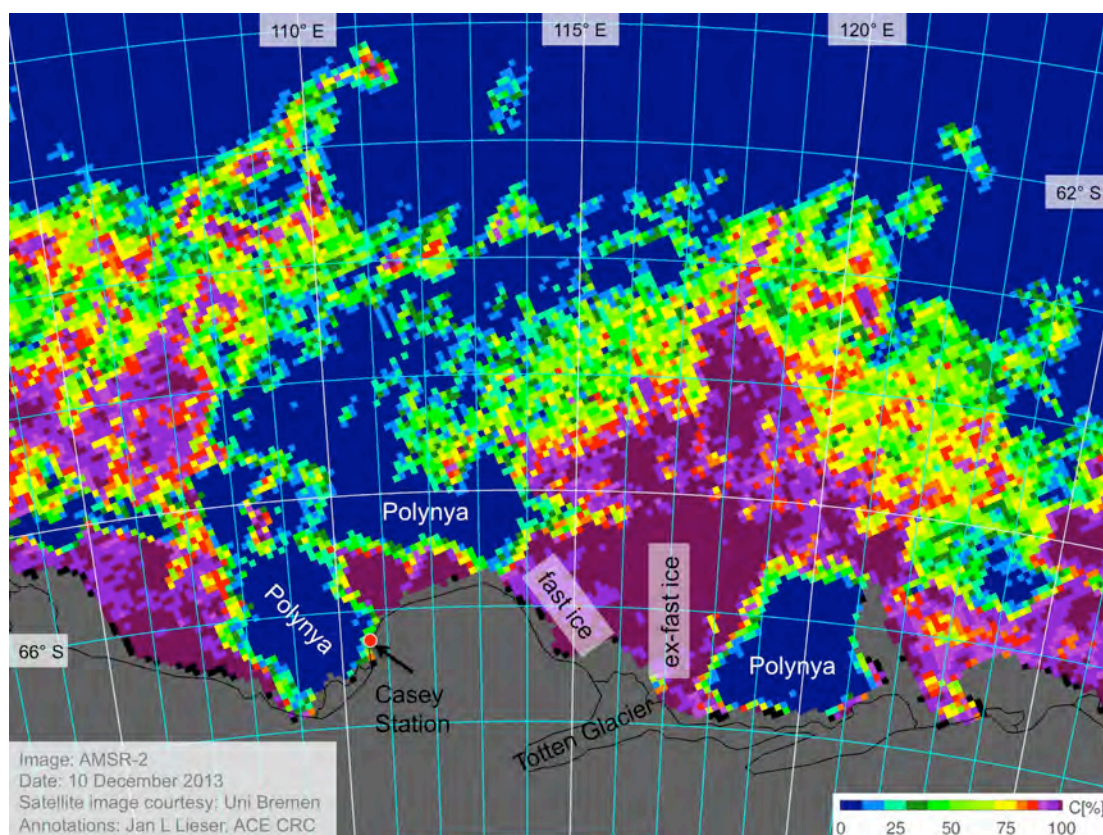 110° E
115° E
120° E
62° S
Polynya
Polynya
fast ice
ex-fast ice
66° S
Polynya
Casey
Station
Totten Glacier
Image: AMSR-2
Date: 10 December 2013
Satellite image courtesy: Uni Bremen
Annotations: Jan L Lieser, ACE CRC
C[%]
0 25 50 75 100